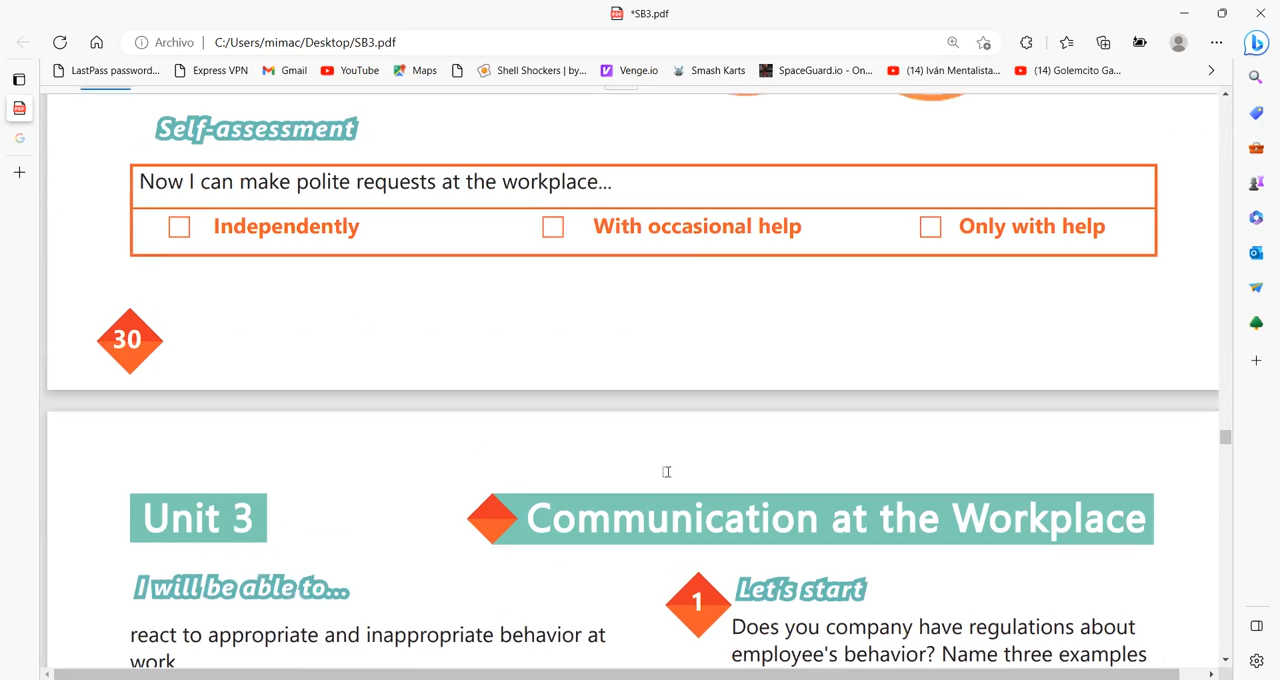 *SB3.pdf
Archivo | C:/Users/mimac/Desktop/SB3.pdf
LastPass password... Express VPN Gmail YouTube Maps Shell Shockers | by... Venge.io Smash Karts SpaceGuard.io - On... (14) Iván Mentalista... (14) Golemcito Ga...
Self-assessment
Now I can make polite requests at the workplace...
Independently With occasional help Only with help
30
Unit 3 Communication at the Workplace
I will be able to...
react to appropriate and inappropriate behavior at
work
1 Let's start
Does you company have regulations about
employee's behavior? Name three examples